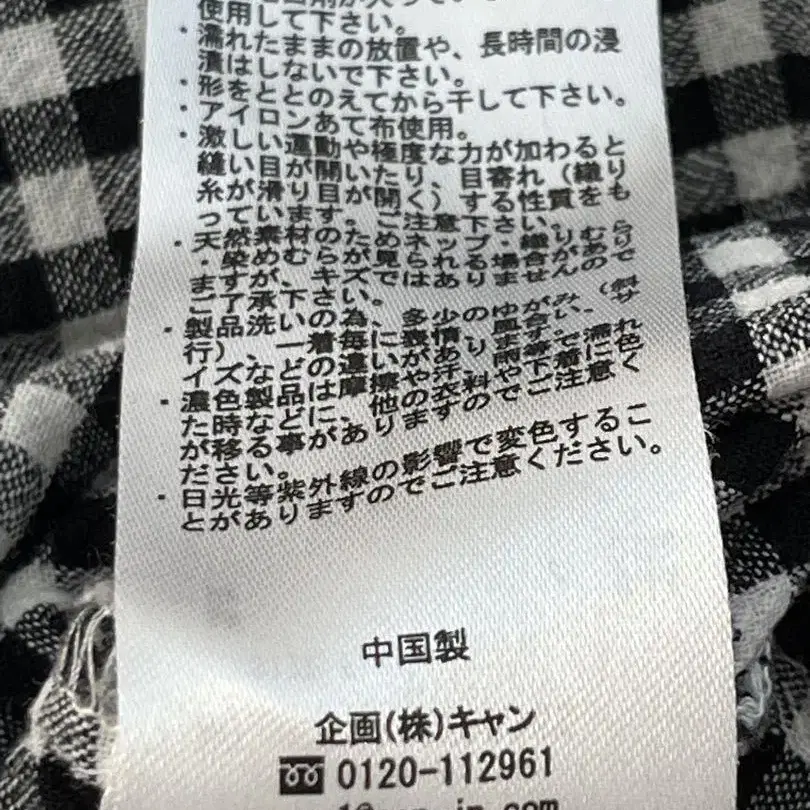 使用して下さい。
・濡れたままの放置や、長時間の浸
漬はしないで下さい。
・形をととのえてから干して下さい。
・アイロンあて布使用。
・激しい運動や極度な力が加わると
縫い目が開いたり、目寄れ（織り
糸が滑り目が開く）する性質をも
っています。ご注意下さい。
・天然素材のためネップ・織りむら
・染めむらが見られる場合があり
ますが、キズではありませんので
ご了承下さい。
・製品洗いの為、多少のゆがみ（斜
行）、一着毎に表情、風合い、サ
イズなどの違いがあります。
・濃色製品は摩擦や汗、雨等で濡れ
た時などに、他の衣料や下着に色
が移る事がありますのでご注意く
ださい。
・日光等紫外線の影響で変色するこ
とがありますのでご注意ください。
中国製
企画(株)キャン
0120-112961